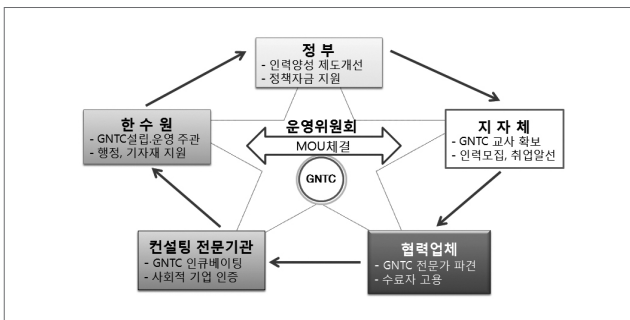 정 부
- 인력양성 제도개선
- 정책자금 지원
한 수 원
- GNTC설립.운영 주관
- 행정, 기자재 지원
운영위원회
MOU체결
GNTC
지 자 체
- GNTC 교사 확보
- 인력모집, 취업알선
컨설팅 전문기관
- GNTC 인큐베이팅
- 사회적 기업 인증
협력업체
- GNTC 전문가 파견
- 수료자 고용